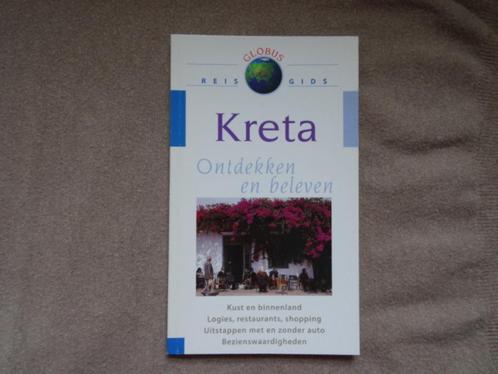 GLOBUS
REIS GIDS
Kreta
Ontdekken
en beleven
Kust en binnenland
Logies, restaurants, shopping
Uitstappen met en zonder auto
Bezienswaardigheden